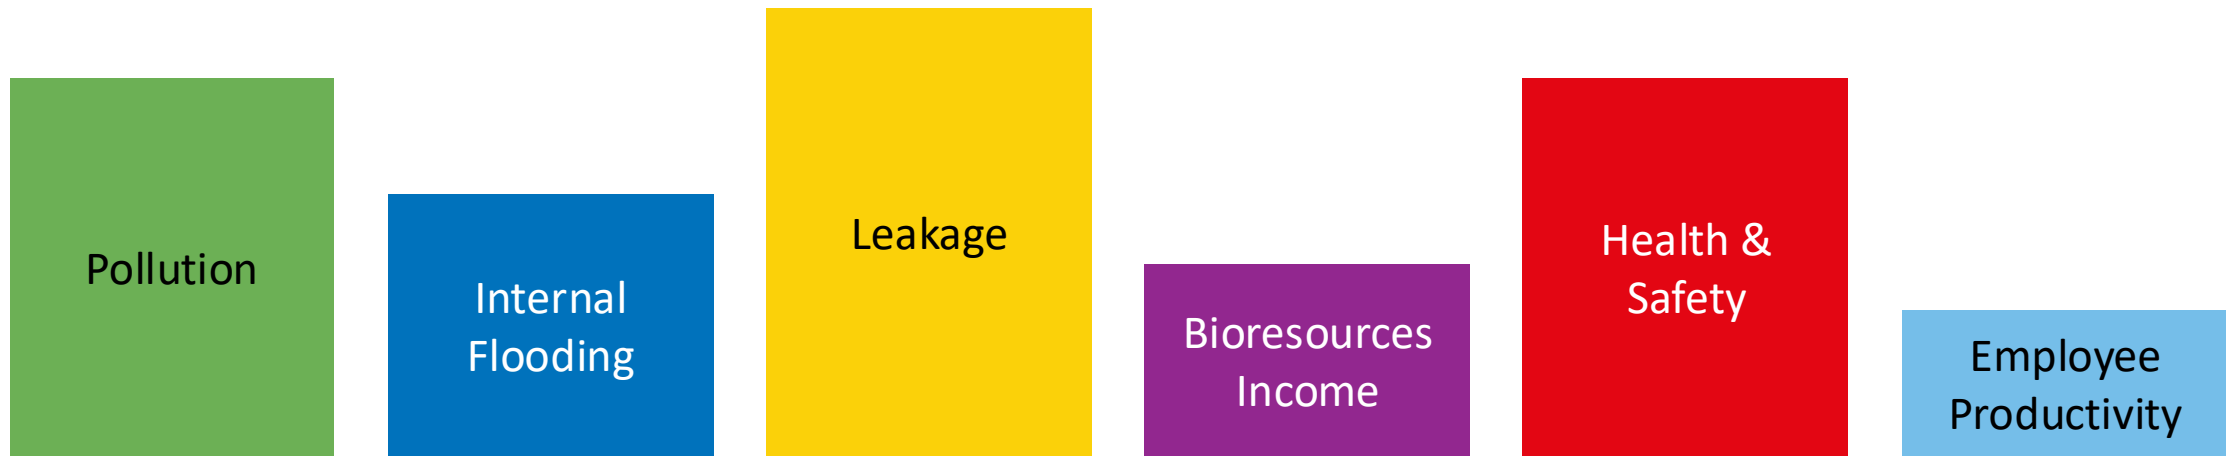 Pollution
Internal
Flooding
Leakage
Bioresources
Income
Health &
Safety
Employee
Productivity